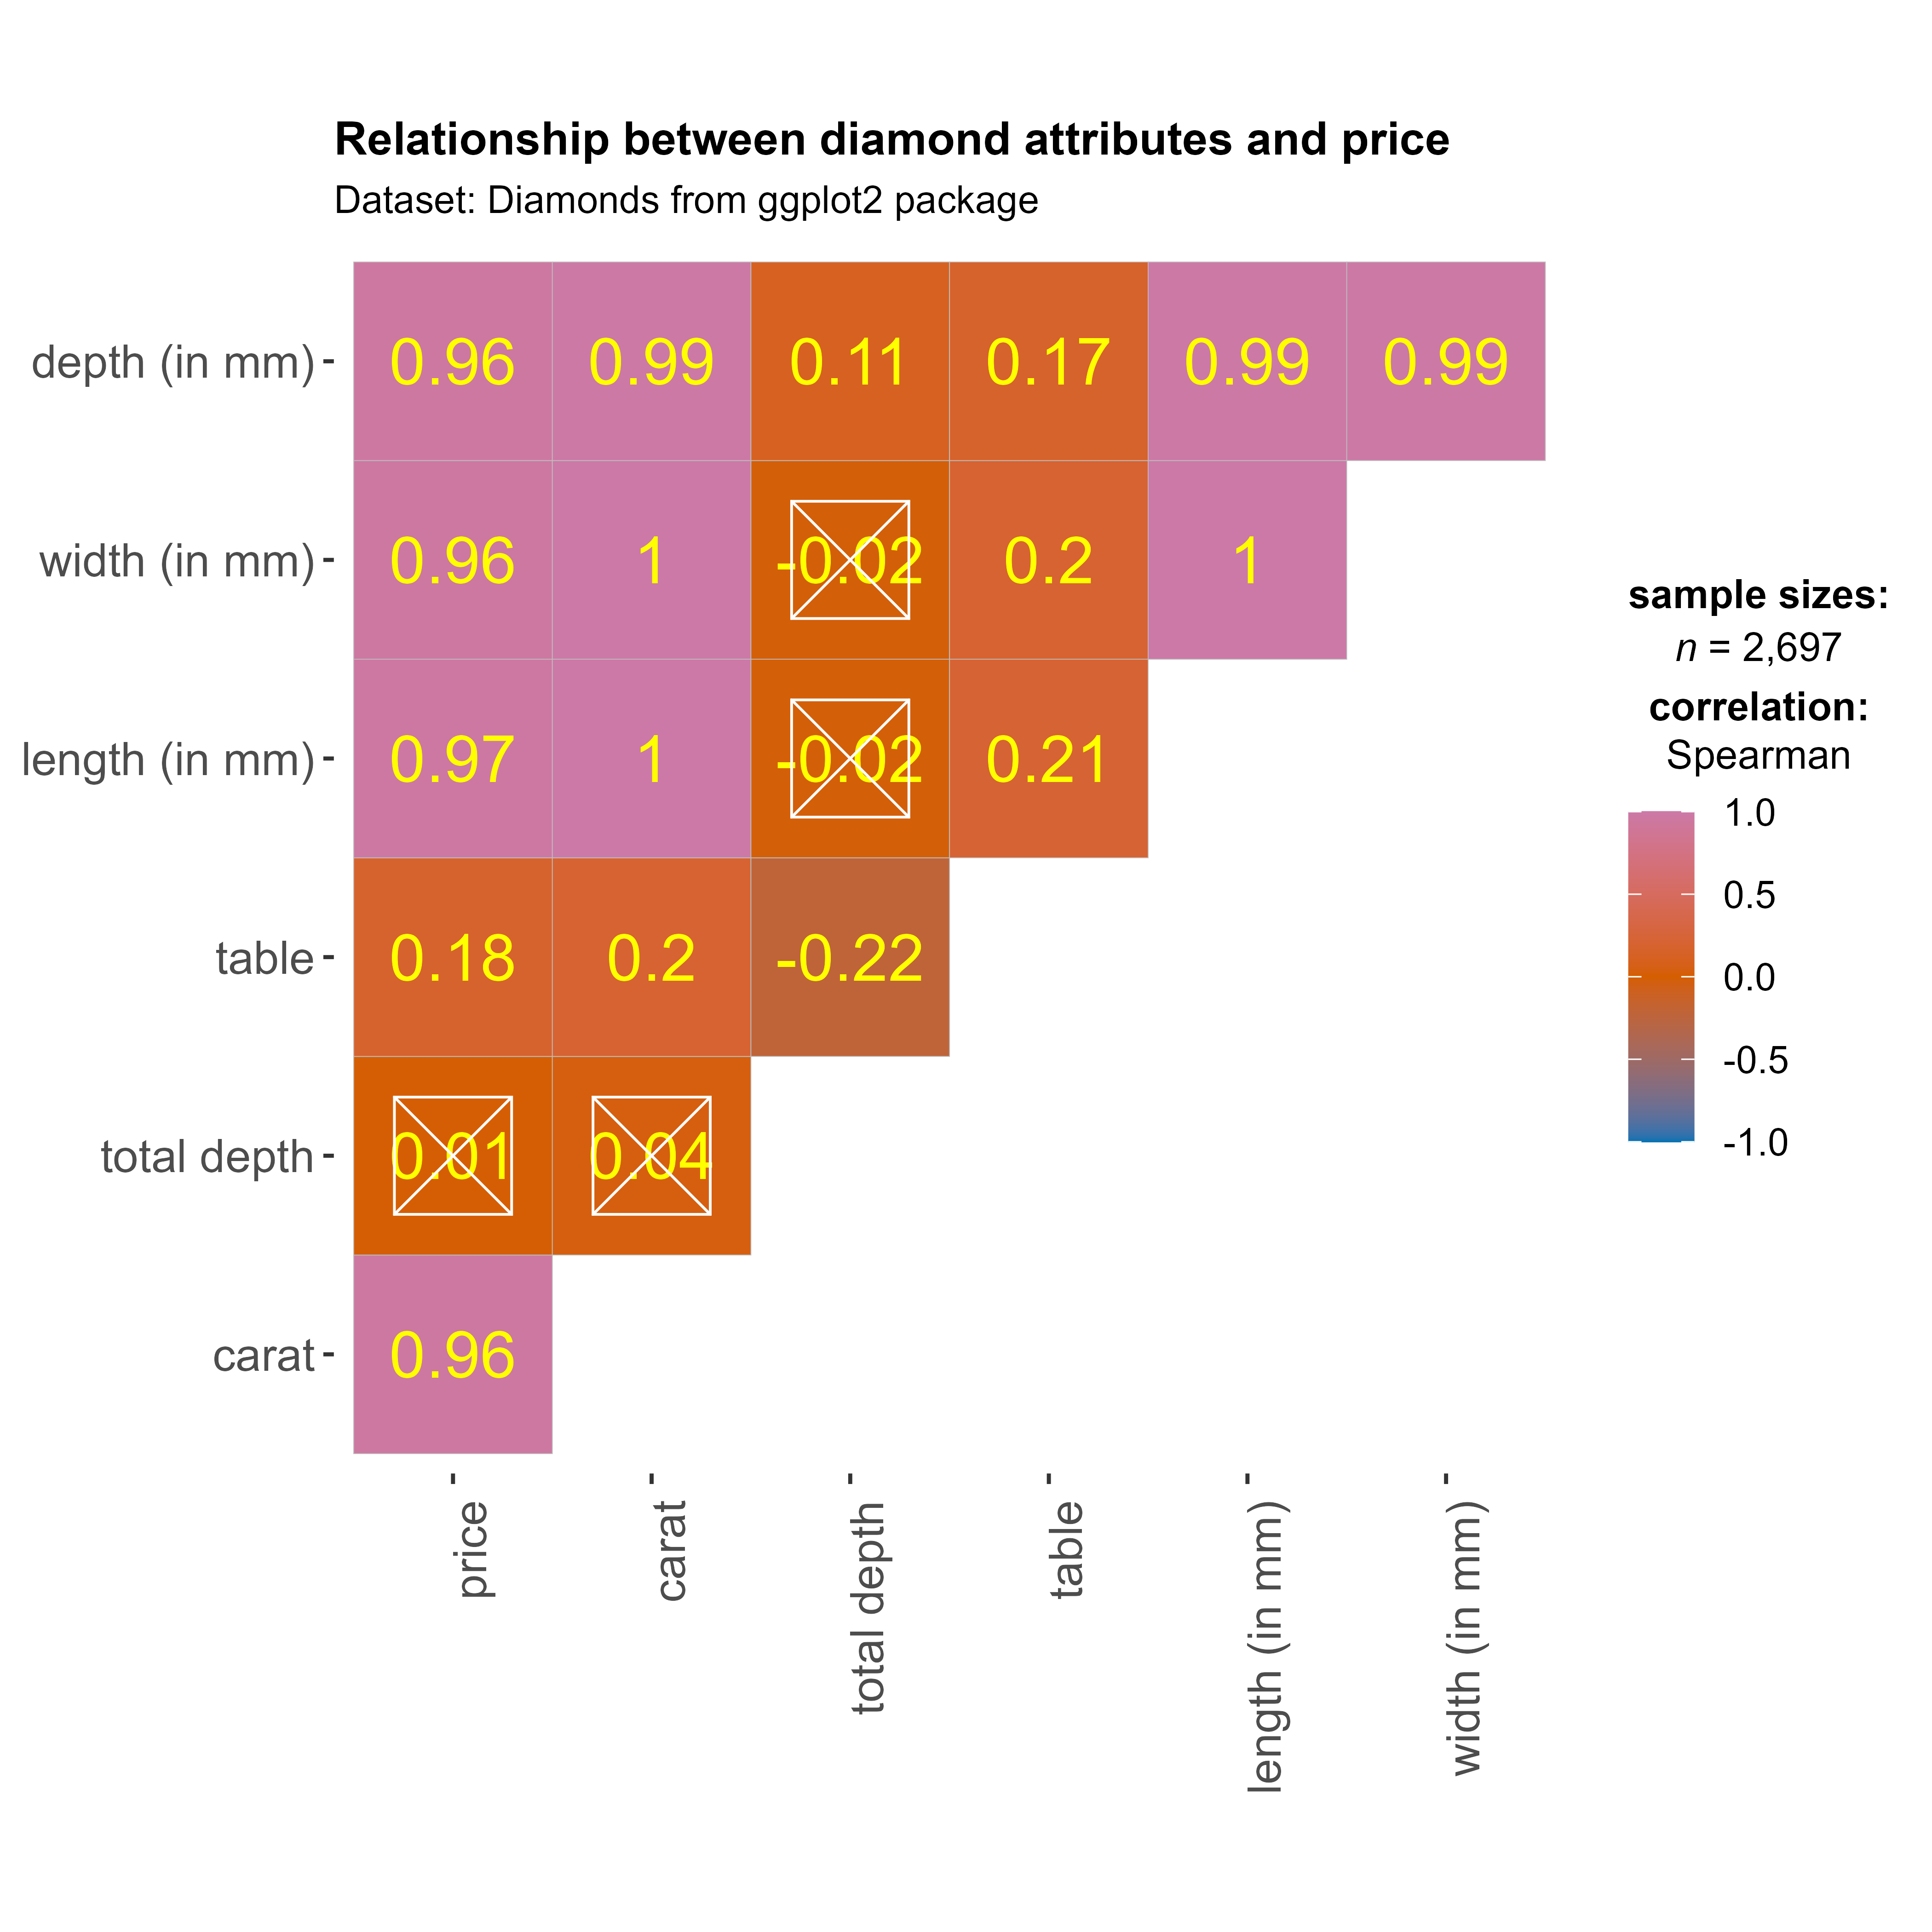 Relationship between diamond attributes and price
Dataset: Diamonds from ggplot2 package
depth (in mm) 0.96 0.99 0.11 0.17 0.99 0.99
width (in mm) 0.96 1 -0.02 0.2 1
length (in mm) 0.97 1 -0.02 0.21
table 0.18 0.2 -0.22
total depth 0.01 0.04
carat 0.96
price
carat
total depth
table
length (in mm)
width (in mm)
sample sizes:
n = 2,697
correlation:
Spearman
1.0
0.5
0.0
-0.5
-1.0